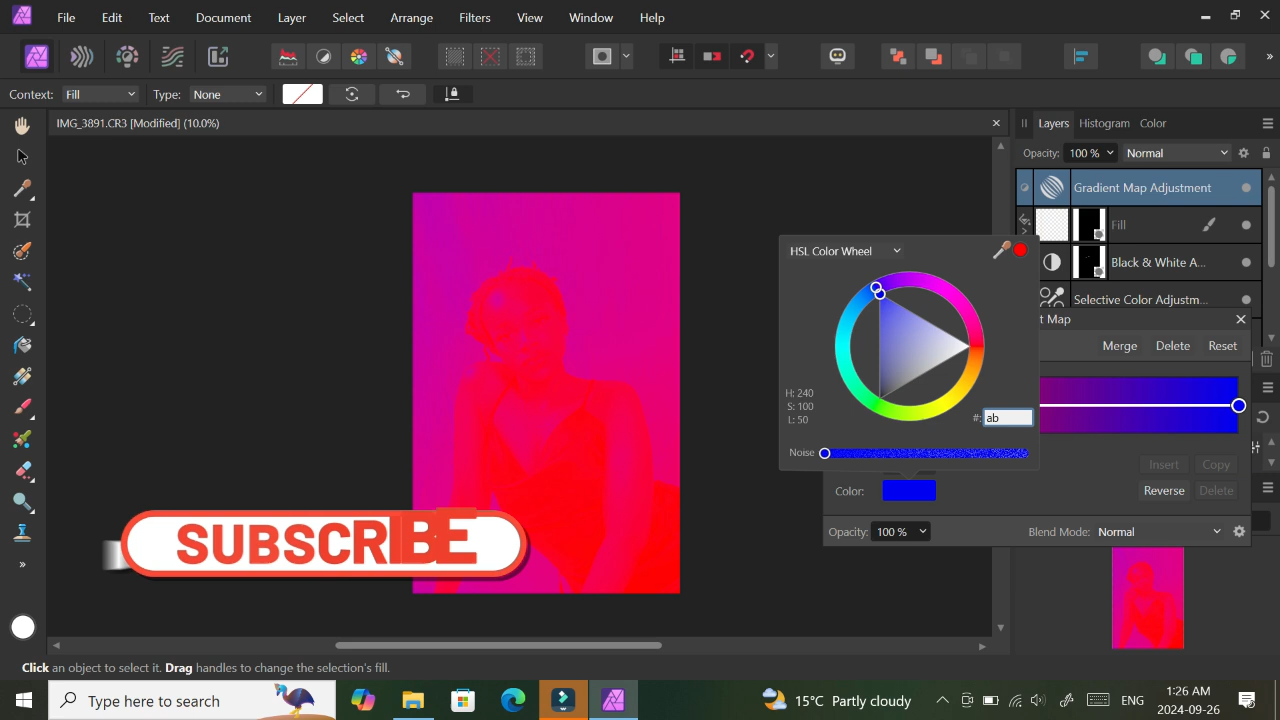 File Edit Text Document Layer Select Arrange Filters View Window Help
Context: Fill Type: None
IMG_3891.CR3 [Modified] (10.0%)
Layers Histogram Color
Opacity: 100 % Normal
Gradient Map Adjustment
Fill
Black & White A...
Selective Color Adjustm...
HSL Color Wheel
t Map
Merge Delete Reset
H: 240
S: 100
L: 50
#: ab
Noise
Insert Copy
Color:
Reverse Delete
Opacity: 100 % Blend Mode: Normal
SUBSCRIBE
Click an object to select it. Drag handles to change the selection's fill.
Type here to search
15°C Partly cloudy
ENG
1:26 AM
2024-09-26